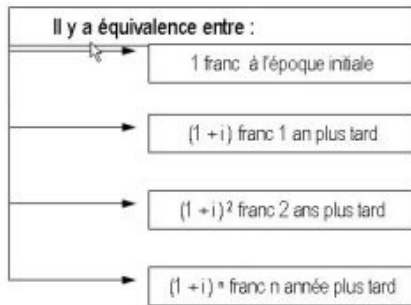 Il y a équivalence entre :
1 franc à l'époque initiale
(1 + i) franc 1 an plus tard
(1 + i)² franc 2 ans plus tard
(1 + i)ⁿ franc n année plus tard